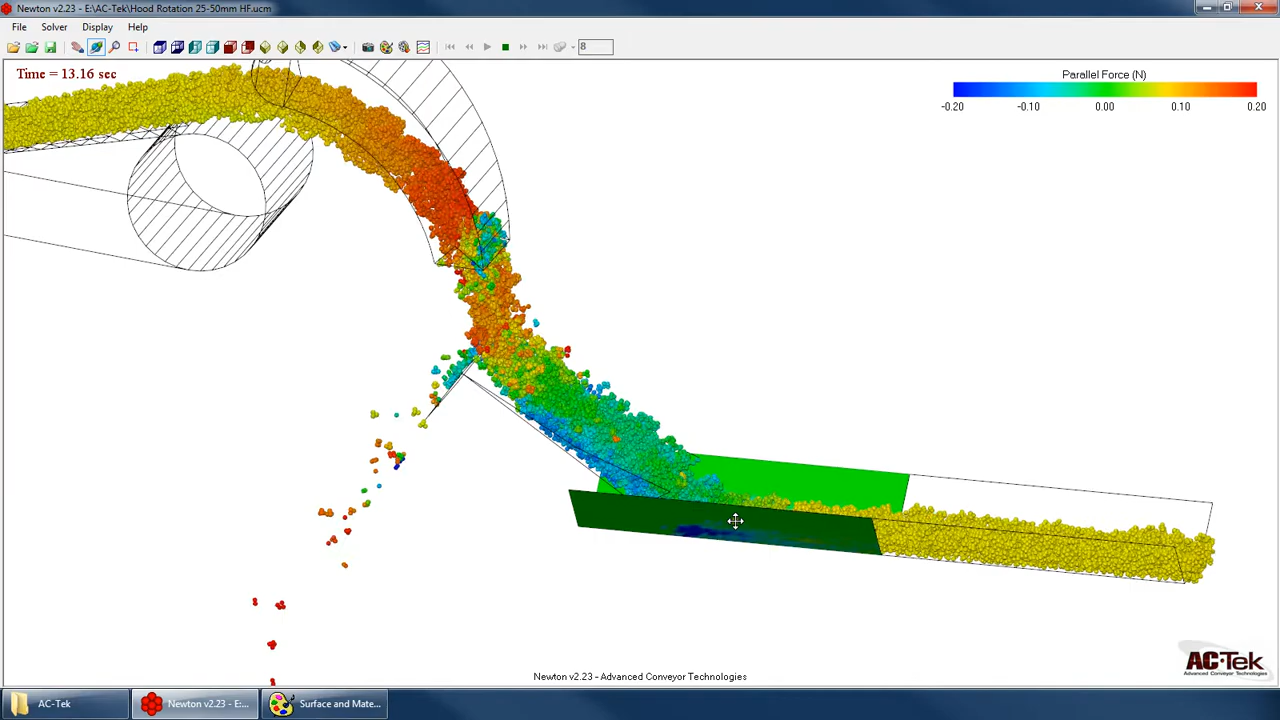 Newton v2.23 - E:\AC-Tek\Hood Rotation 25-50mm HF.ucm
File Solver Display Help
8
Time = 13.16 sec
Parallel Force (N)
-0.20 -0.10 0.00 0.10 0.20
AC-Tek
Advanced Conveyor Technologies
Newton v2.23 - Advanced Conveyor Technologies
AC-Tek
Newton v2.23 - E:...
Surface and Mate...